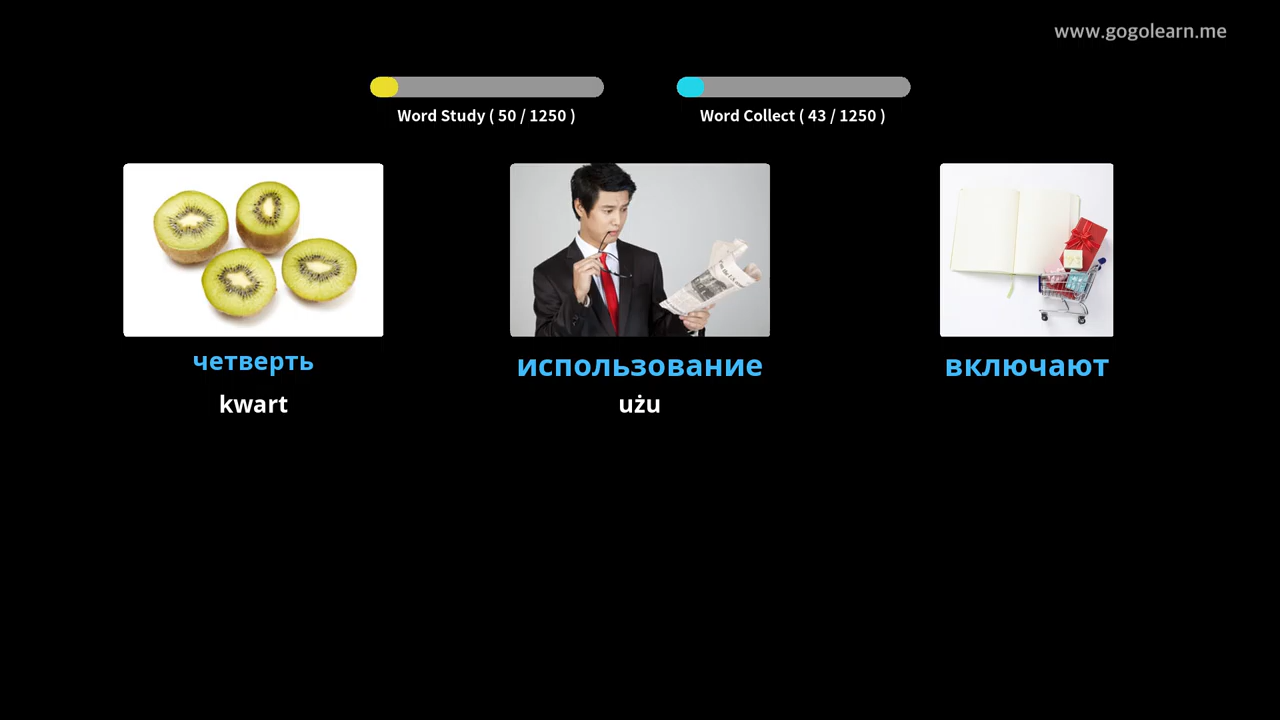 www.gogolearn.me
Word Study ( 50 / 1250 )
Word Collect ( 43 / 1250 )
четверть
использование
включают
kwart
użu